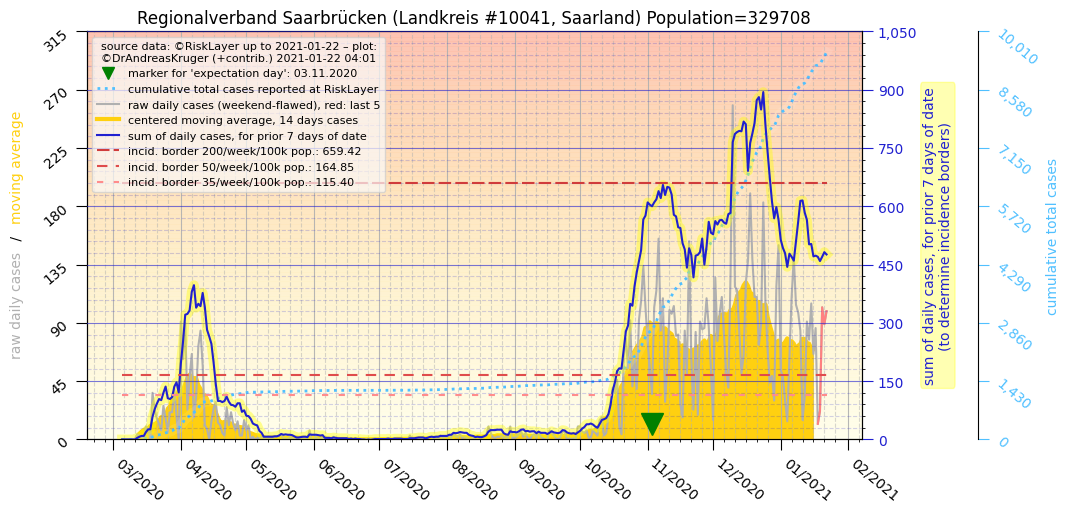 Regionalverband Saarbrücken (Landkreis #10041, Saarland) Population=329708
source data: ©RiskLayer up to 2021-01-22 – plot:
©DrAndreasKruger (+contrib.) 2021-01-22 04:01
marker for 'expectation day': 03.11.2020
cumulative total cases reported at RiskLayer
raw daily cases (weekend-flawed), red: last 5
centered moving average, 14 days cases
sum of daily cases, for prior 7 days of date
incid. border 200/week/100k pop.: 659.42
incid. border 50/week/100k pop.: 164.85
incid. border 35/week/100k pop.: 115.40
raw daily cases / moving average
315
270
225
180
135
90
45
0
03/2020
04/2020
05/2020
06/2020
07/2020
08/2020
09/2020
10/2020
11/2020
12/2020
01/2021
02/2021
1,050
900
750
600
450
300
150
0
sum of daily cases, for prior 7 days of date
(to determine incidence borders)
10,010
8,580
7,150
5,720
4,290
2,860
1,430
0
cumulative total cases